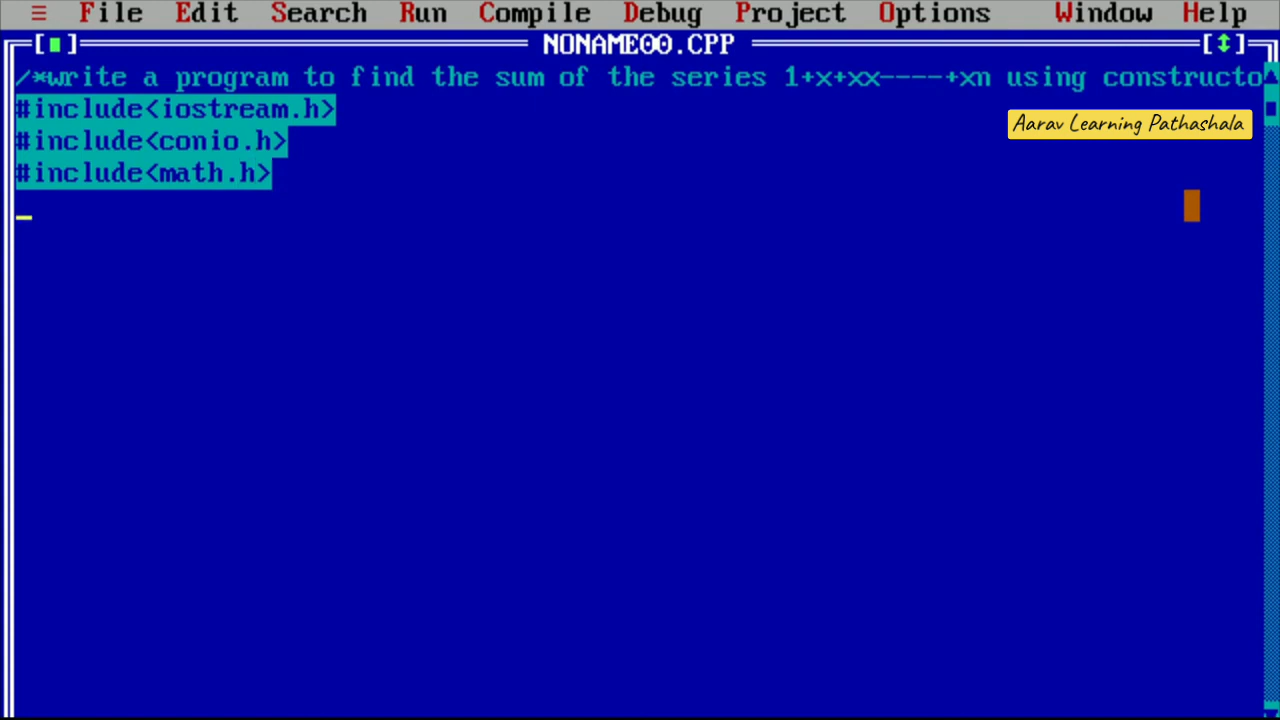 ≡ File Edit Search Run Compile Debug Project Options Window Help
[■] NONAME00.CPP [↕]
/*write a program to find the sum of the series 1+x+xx----+xn using constructo
#include<iostream.h>
Aarav Learning Pathashala
#include<conio.h>
#include<math.h>